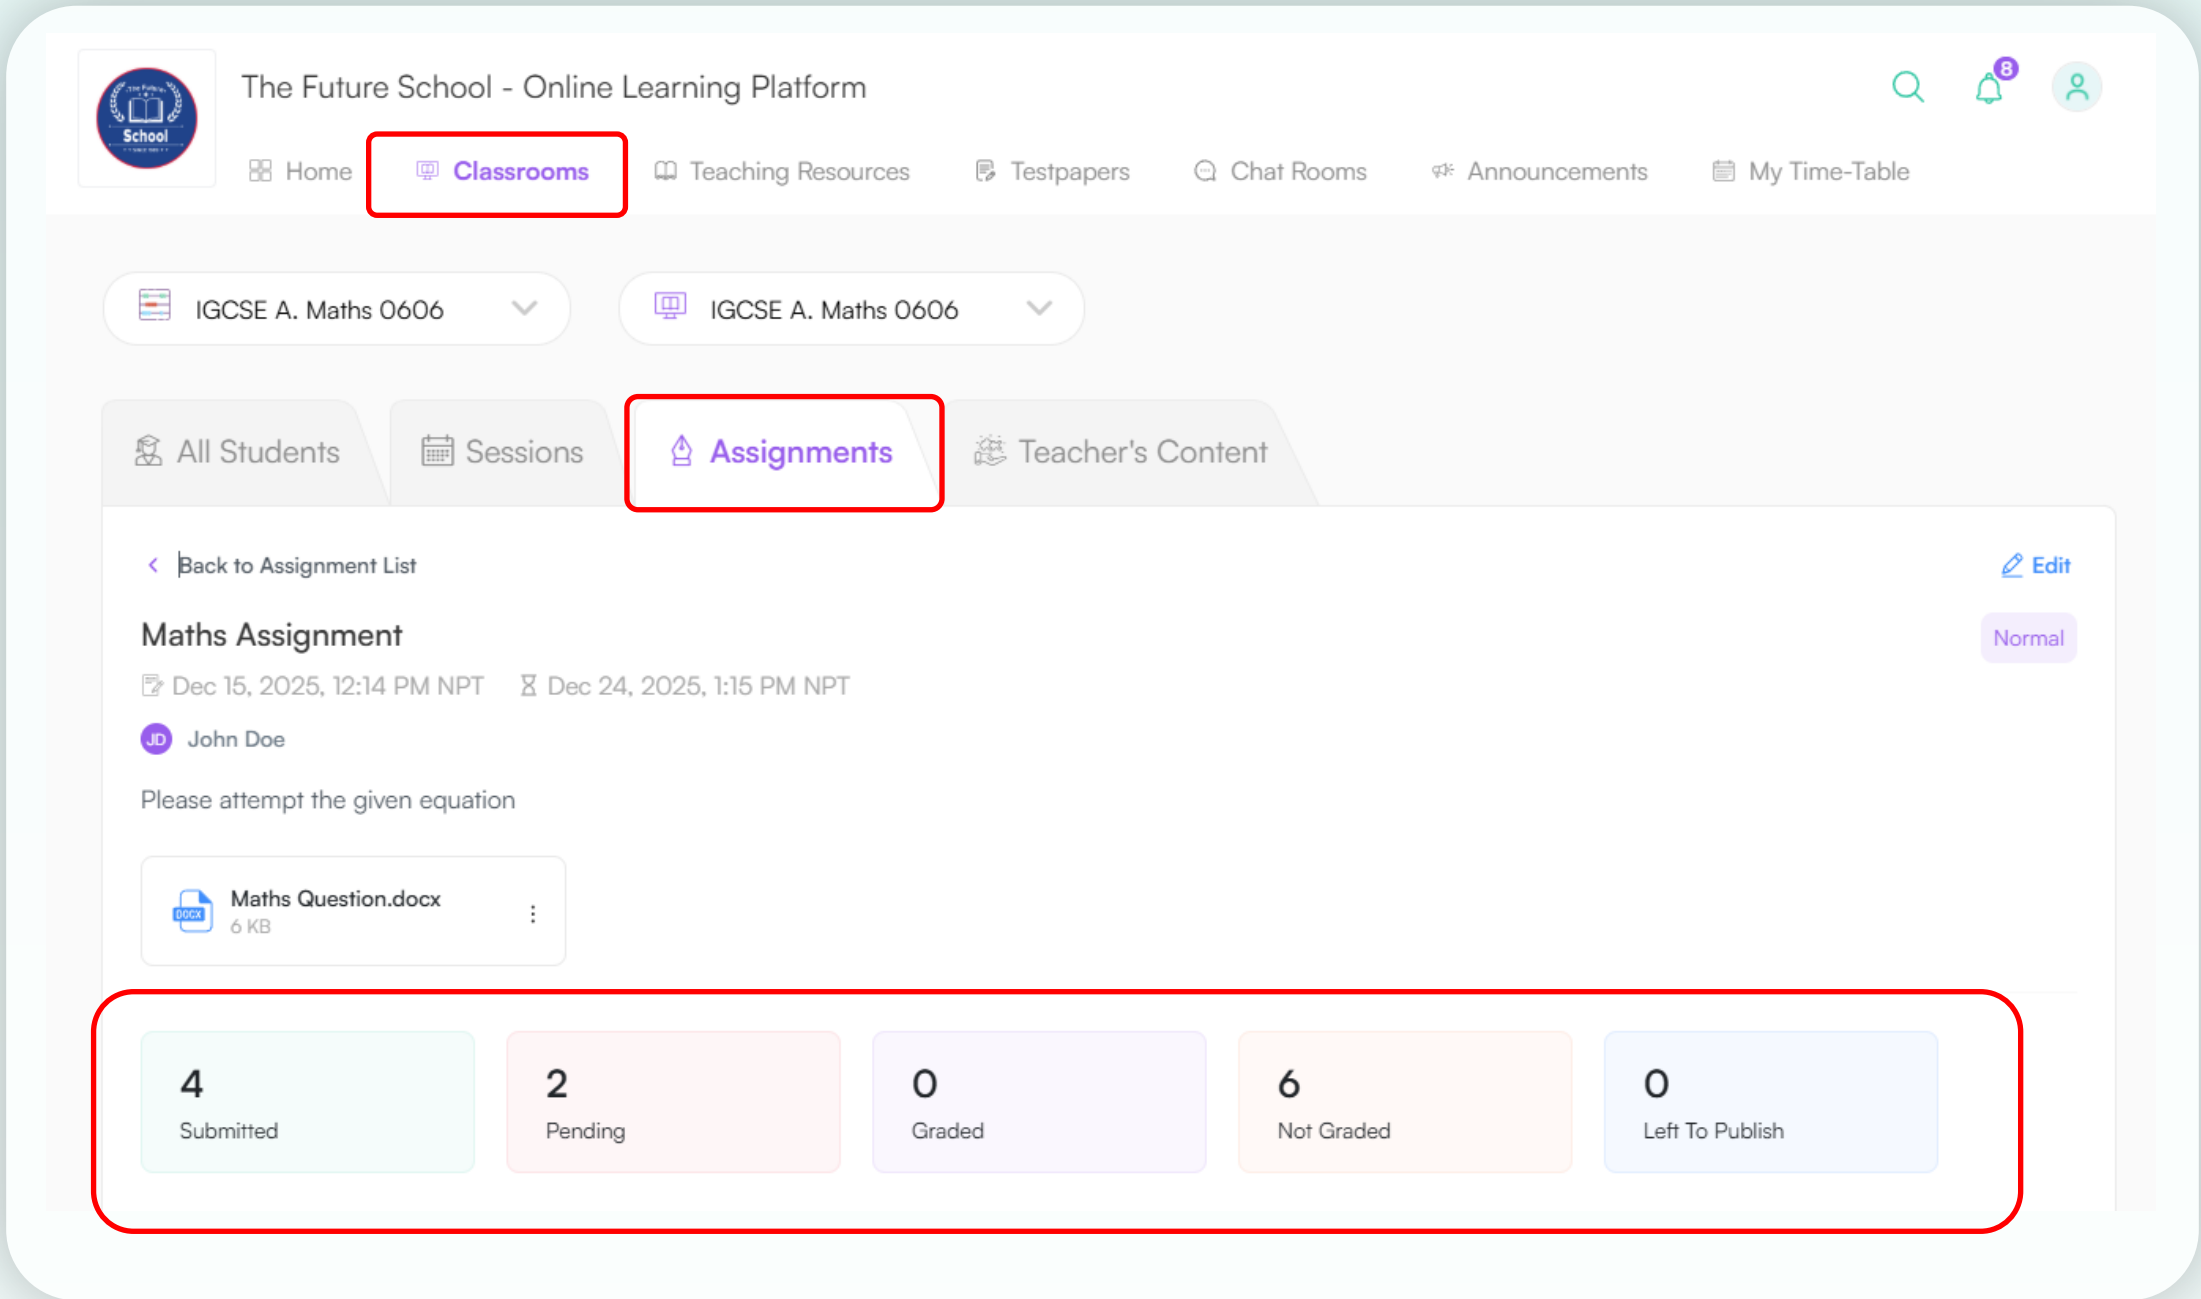 The Future School - Online Learning Platform
8
The Future
School
Home
Classrooms
Teaching Resources
Testpapers
Chat Rooms
Announcements
My Time-Table
IGCSE A. Maths 0606
IGCSE A. Maths 0606
All Students
Sessions
Assignments
Teacher's Content
Back to Assignment List
Edit
Maths Assignment
Normal
Dec 15, 2025, 12:14 PM NPT
Dec 24, 2025, 1:15 PM NPT
JD
John Doe
Please attempt the given equation
DOCX
Maths Question.docx
6 KB
4
Submitted
2
Pending
0
Graded
6
Not Graded
0
Left To Publish